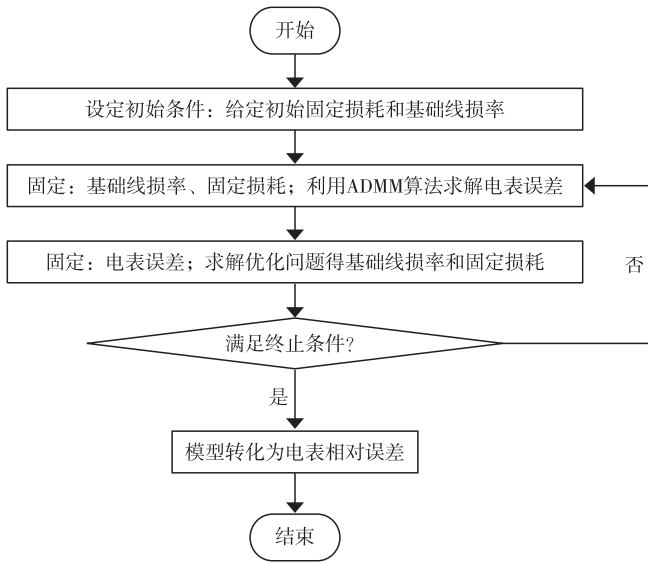 开始
设定初始条件：给定初始固定损耗和基础线损率
固定：基础线损率、固定损耗；利用ADMM算法求解电表误差
固定：电表误差；求解优化问题得基础线损率和固定损耗
否
满足终止条件?
是
模型转化为电表相对误差
结束